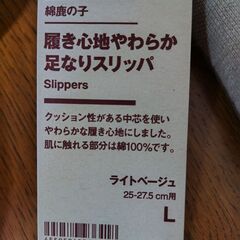 綿鹿の子
履き心地やわらか
足なりスリッパ
Slippers
クッション性がある中芯を使い
やわらかな履き心地にしました。
肌に触れる部分は綿100%です。
ライトベージュ
25-27.5cm用
L